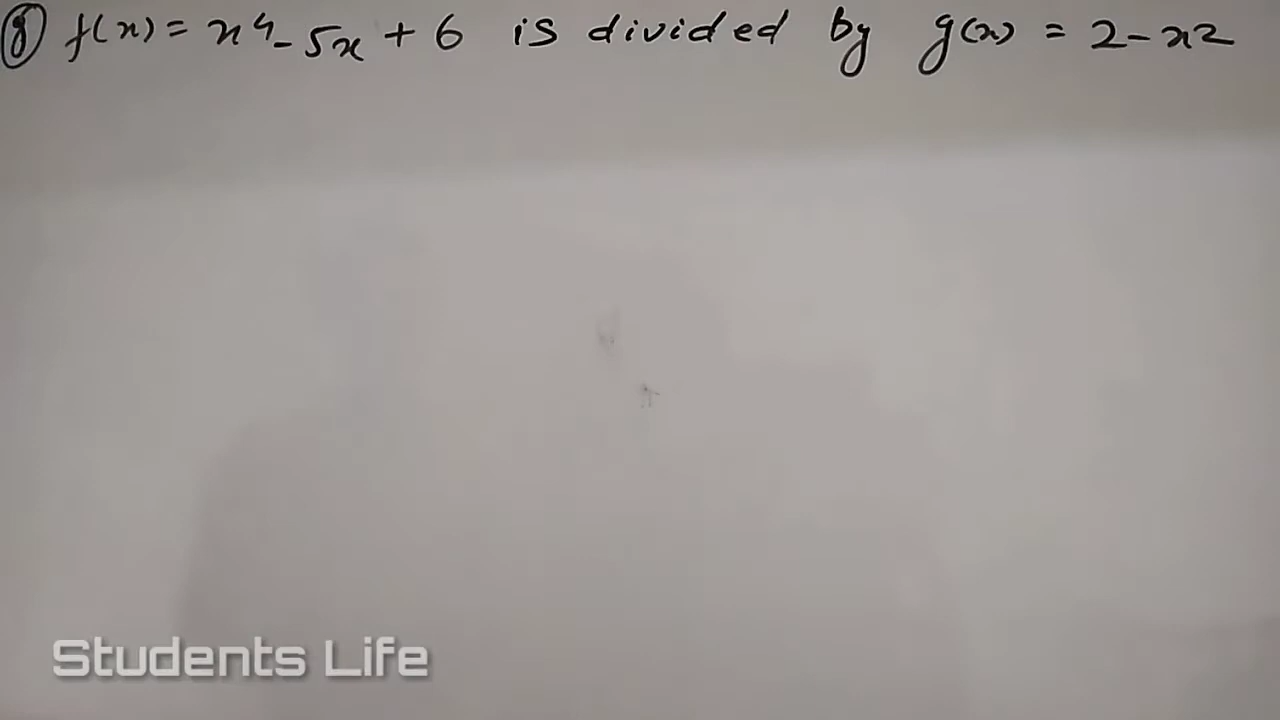 (8) f(x) = x⁴ - 5x + 6 is divided by g(x) = 2 - x²
Students Life